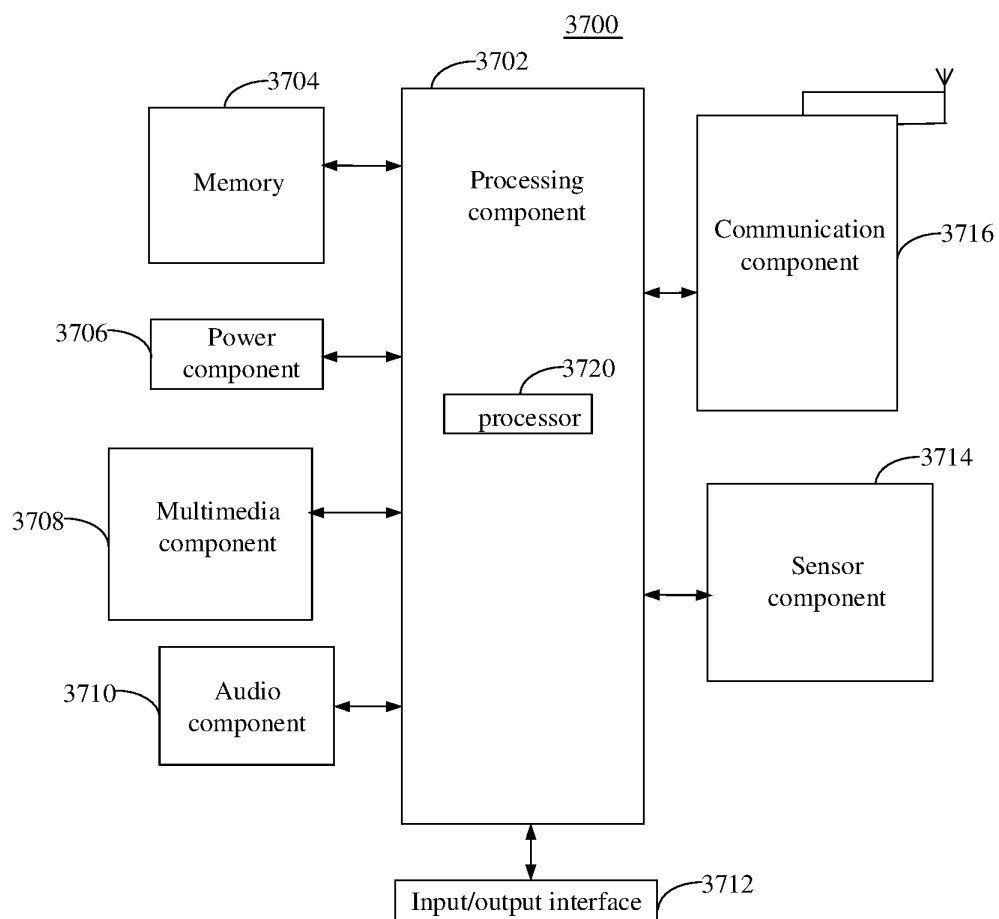 3700
3702
3704
Memory
Processing
component
Communication
component
3716
3706
Power
component
3720
processor
3708
Multimedia
component
3714
Sensor
component
3710
Audio
component
3712
Input/output interface